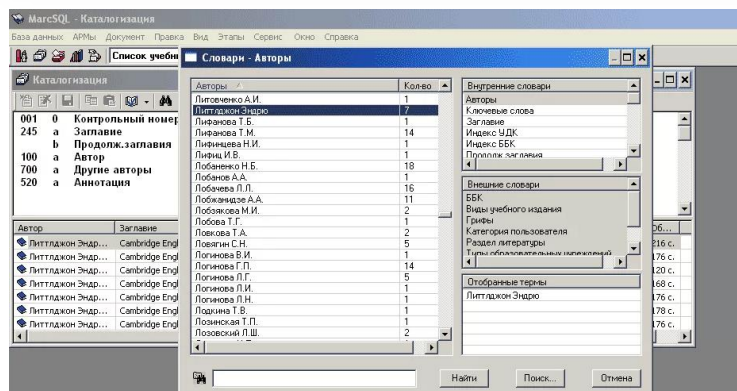 MarcSQL - Каталогизация
База данных АРМы Документ Правка Вид Этапы Сервис Окно Справка
Список учебн
Каталогизация
001 0 Контрольный номер
245 a Заглавие
b Продолж.заглавия
100 a Автор
700 a Другие авторы
520 a Аннотация
Автор Заглавие
Литтлджон Эндр... Cambridge Engl
Литтлджон Эндр... Cambridge Engl
Литтлджон Эндр... Cambridge Engl
Литтлджон Эндр... Cambridge Engl
Литтлджон Эндр... Cambridge Engl
Литтлджон Эндр... Cambridge Engl
Литтлджон Эндр... Cambridge Engl
Словари - Авторы
Авторы Кол-во
Литовченко А.И. 1
Литтлджон Эндрю 7
Лифанова Т.Б. 1
Лифанова Т.М. 14
Лифинцева Н.И. 1
Лифиц И.В. 1
Лобаненко Н.Б. 18
Лобанов А.А. 1
Лобачева Л.Л. 16
Лобжанидзе А.А. 11
Лобзякова М.И. 2
Лобова Т.Г. 1
Ловкова Т.А. 2
Ловягин С.Н. 5
Логинова В.И. 1
Логинова Г.П. 14
Логинова Л.Г. 5
Логинова Л.И. 1
Логинова Л.Н. 1
Лодкина Т.В. 1
Лозинская Т.П. 1
Лозовский Л.Ш. 2
Внутренние словари
Авторы
Ключевые слова
Заглавие
Индекс УДК
Индекс ББК
Продолж.заглавия
Внешние словари
ББК
Виды учебного издания
Грифы
Категория пользователя
Раздел литературы
Типы образовательных учреждений
Отобранные термы
Литтлджон Эндрю
Найти Поиск... Отмена
Об...
216 с.
176 с.
120 с.
168 с.
176 с.
178 с.
176 с.